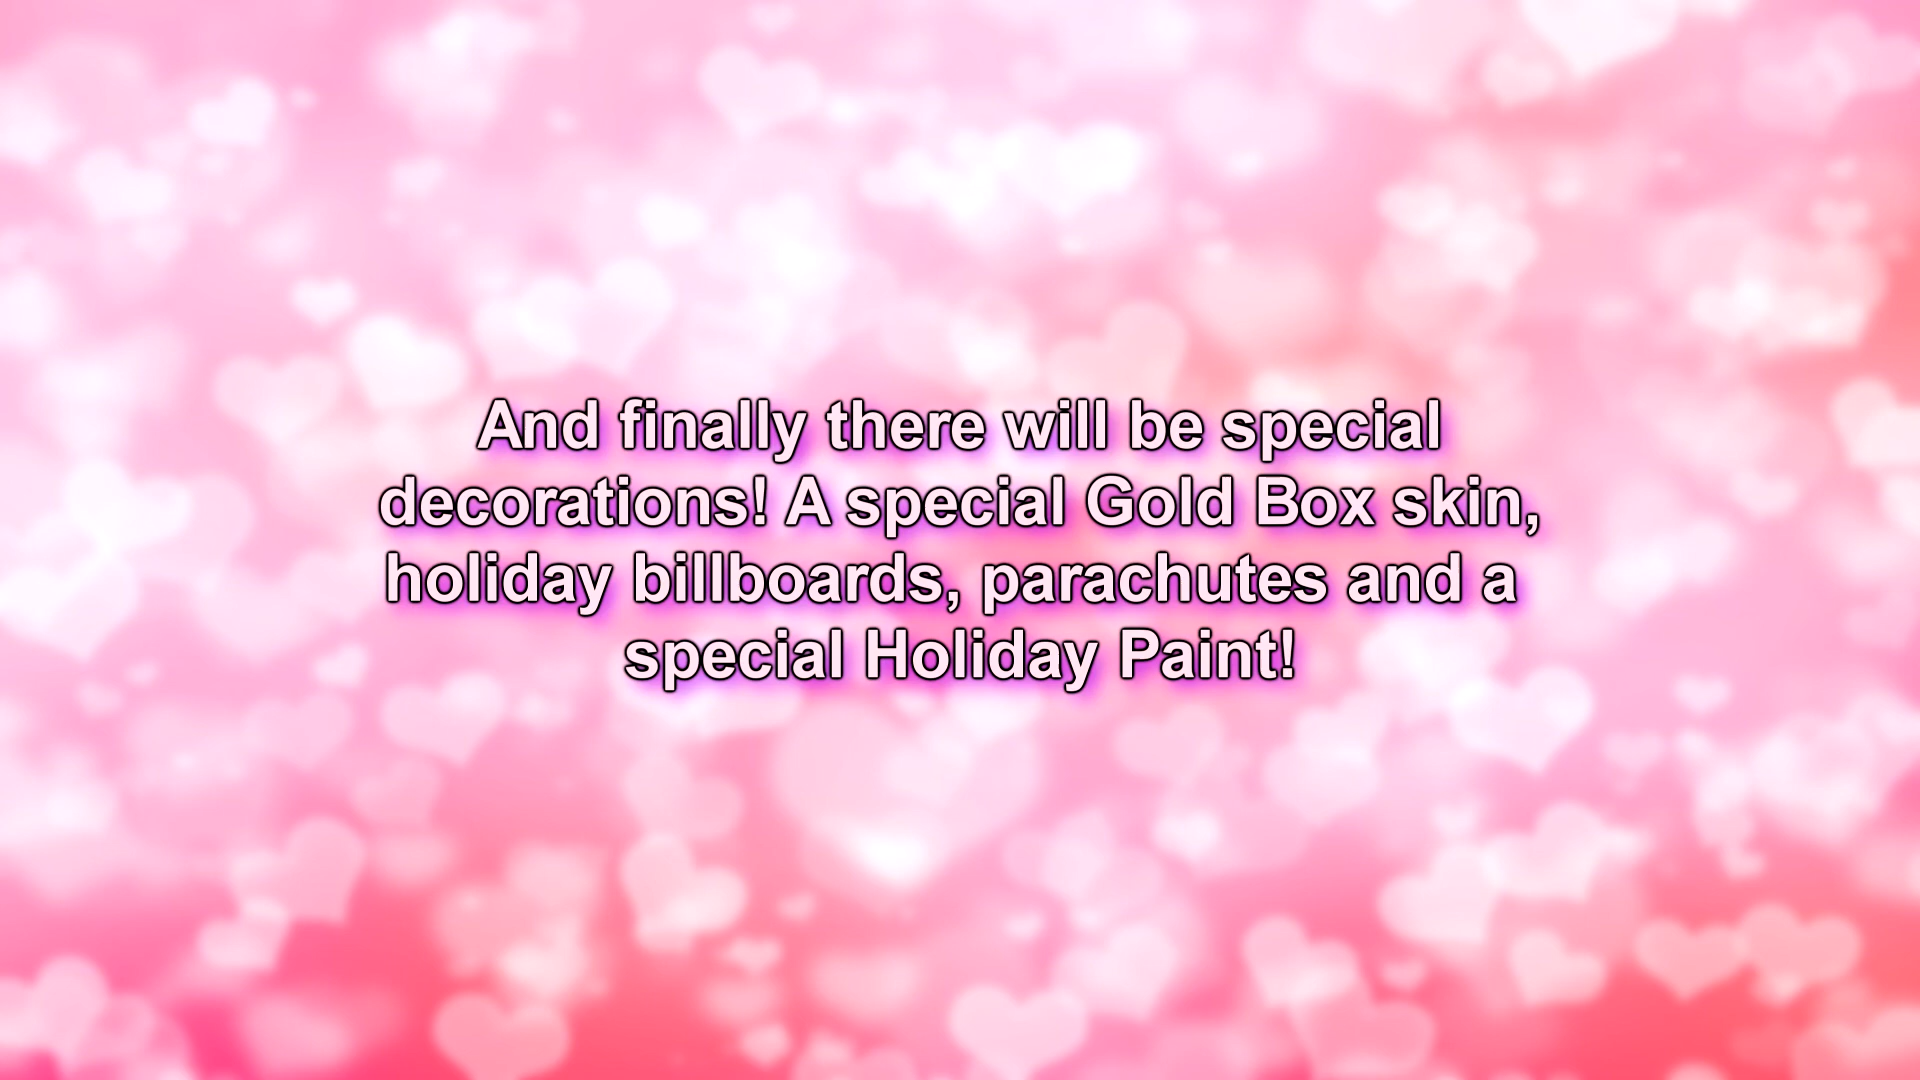 And finally there will be special
decorations! A special Gold Box skin,
holiday billboards, parachutes and a
special Holiday Paint!